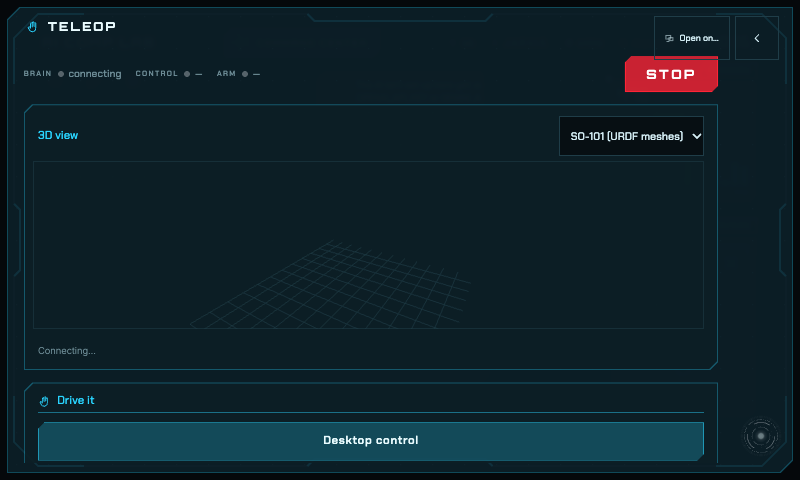 TELEOP
Open on...
BRAIN connecting CONTROL — ARM —
STOP
3D view
SO-101 (URDF meshes)
Connecting...
Drive it
Desktop control